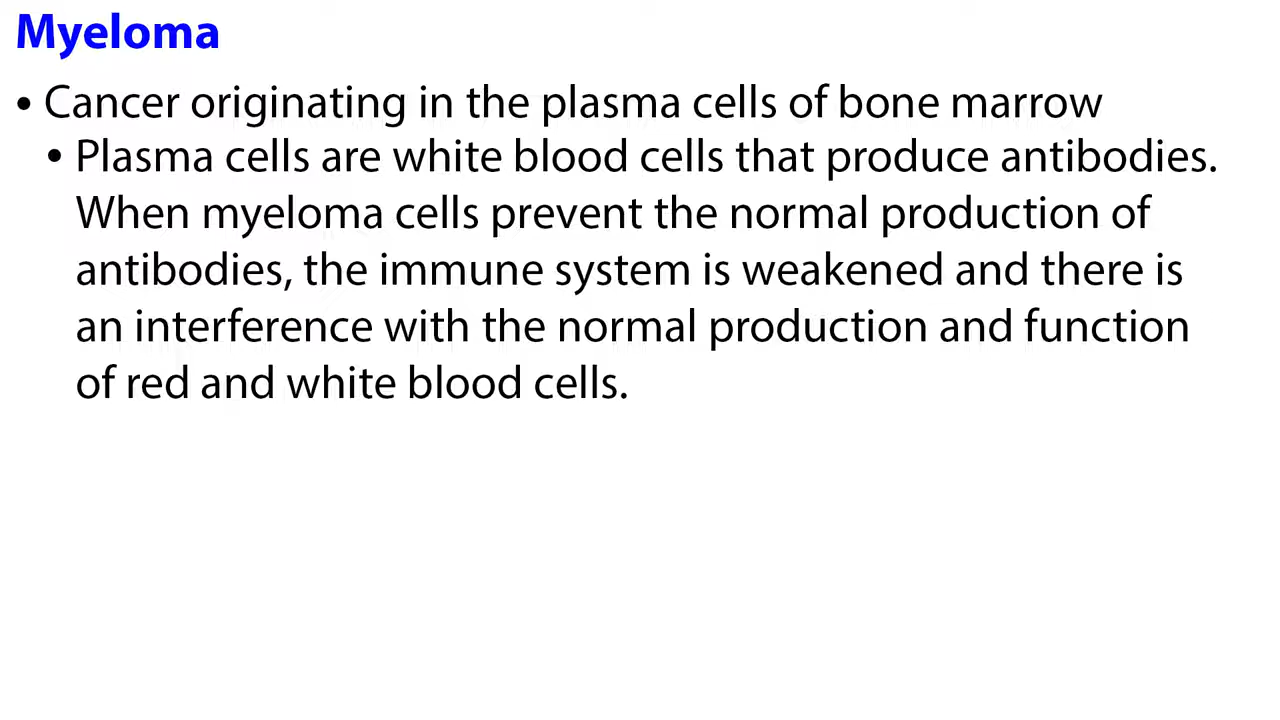 Myeloma
• Cancer originating in the plasma cells of bone marrow
• Plasma cells are white blood cells that produce antibodies.
When myeloma cells prevent the normal production of
antibodies, the immune system is weakened and there is
an interference with the normal production and function
of red and white blood cells.